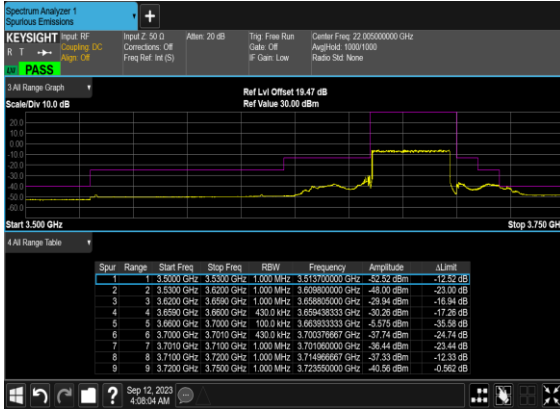 Spectrum Analyzer 1
Spurious Emissions
+
KEYSIGHT Input: RF Input Z: 50 Ω Atten: 20 dB Trig: Free Run Center Freq: 22.005000000 GHz
R T Coupling: DC Corrections: Off Gate: Off Avg|Hold: 1000/1000
Align: Off Freq Ref: Int (S) IF Gain: Low Radio Std: None
PASS
3 All Range Graph
Ref Lvl Offset 19.47 dB
Scale/Div 10.0 dB Ref Value 30.00 dBm
20.0
10.0
0.00
-10.0
-20.0
-30.0
-40.0
-50.0
-60.0
Start 3.500 GHz Stop 3.750 GH
4 All Range Table
Spur Range Start Freq Stop Freq RBW Frequency Amplitude ΔLimit
1 1 3.5000 GHz 3.5300 GHz 1.000 MHz 3.513700000 GHz -52.52 dBm -12.52 dB
2 2 3.5300 GHz 3.6200 GHz 1.000 MHz 3.609800000 GHz -48.00 dBm -23.00 dB
3 3 3.6200 GHz 3.6590 GHz 1.000 MHz 3.658805000 GHz -29.94 dBm -16.94 dB
4 4 3.6590 GHz 3.6600 GHz 430.0 kHz 3.659438333 GHz -30.26 dBm -17.26 dB
5 5 3.6600 GHz 3.7000 GHz 100.0 kHz 3.663933333 GHz -5.575 dBm -35.58 dB
6 6 3.7000 GHz 3.7010 GHz 430.0 kHz 3.700376667 GHz -37.74 dBm -24.74 dB
7 7 3.7010 GHz 3.7100 GHz 1.000 MHz 3.701060000 GHz -36.44 dBm -23.44 dB
8 8 3.7100 GHz 3.7200 GHz 1.000 MHz 3.714966667 GHz -37.33 dBm -12.33 dB
9 9 3.7200 GHz 3.7500 GHz 1.000 MHz 3.723550000 GHz -40.56 dBm -0.562 dB
?
Sep 12, 2023
4:08:04 AM